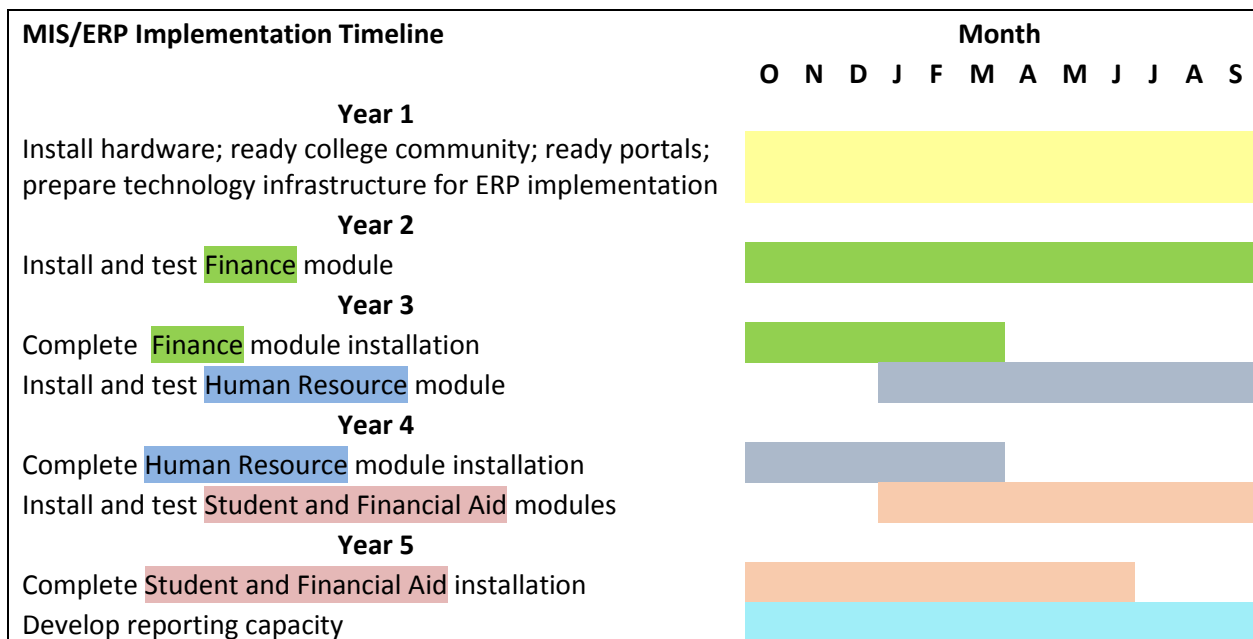 MIS/ERP Implementation Timeline Month
O N D J F M A M J J A S
Year 1
Install hardware; ready college community; ready portals;
prepare technology infrastructure for ERP implementation
Year 2
Install and test Finance module
Year 3
Complete Finance module installation
Install and test Human Resource module
Year 4
Complete Human Resource module installation
Install and test Student and Financial Aid modules
Year 5
Complete Student and Financial Aid installation
Develop reporting capacity